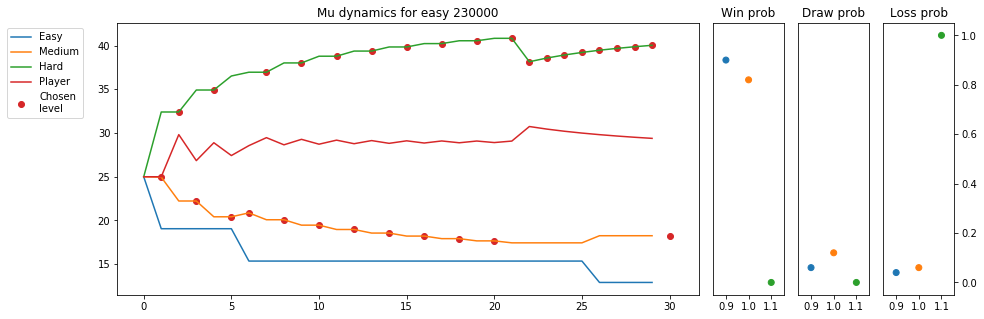 Mu dynamics for easy 230000
Win prob
Draw prob
Loss prob
Easy
Medium
Hard
Player
Chosen
level
40
35
30
25
20
15
0
5
10
15
20
25
30
0.9 1.0 1.1
0.9 1.0 1.1
0.9 1.0 1.1
1.0
0.8
0.6
0.4
0.2
0.0